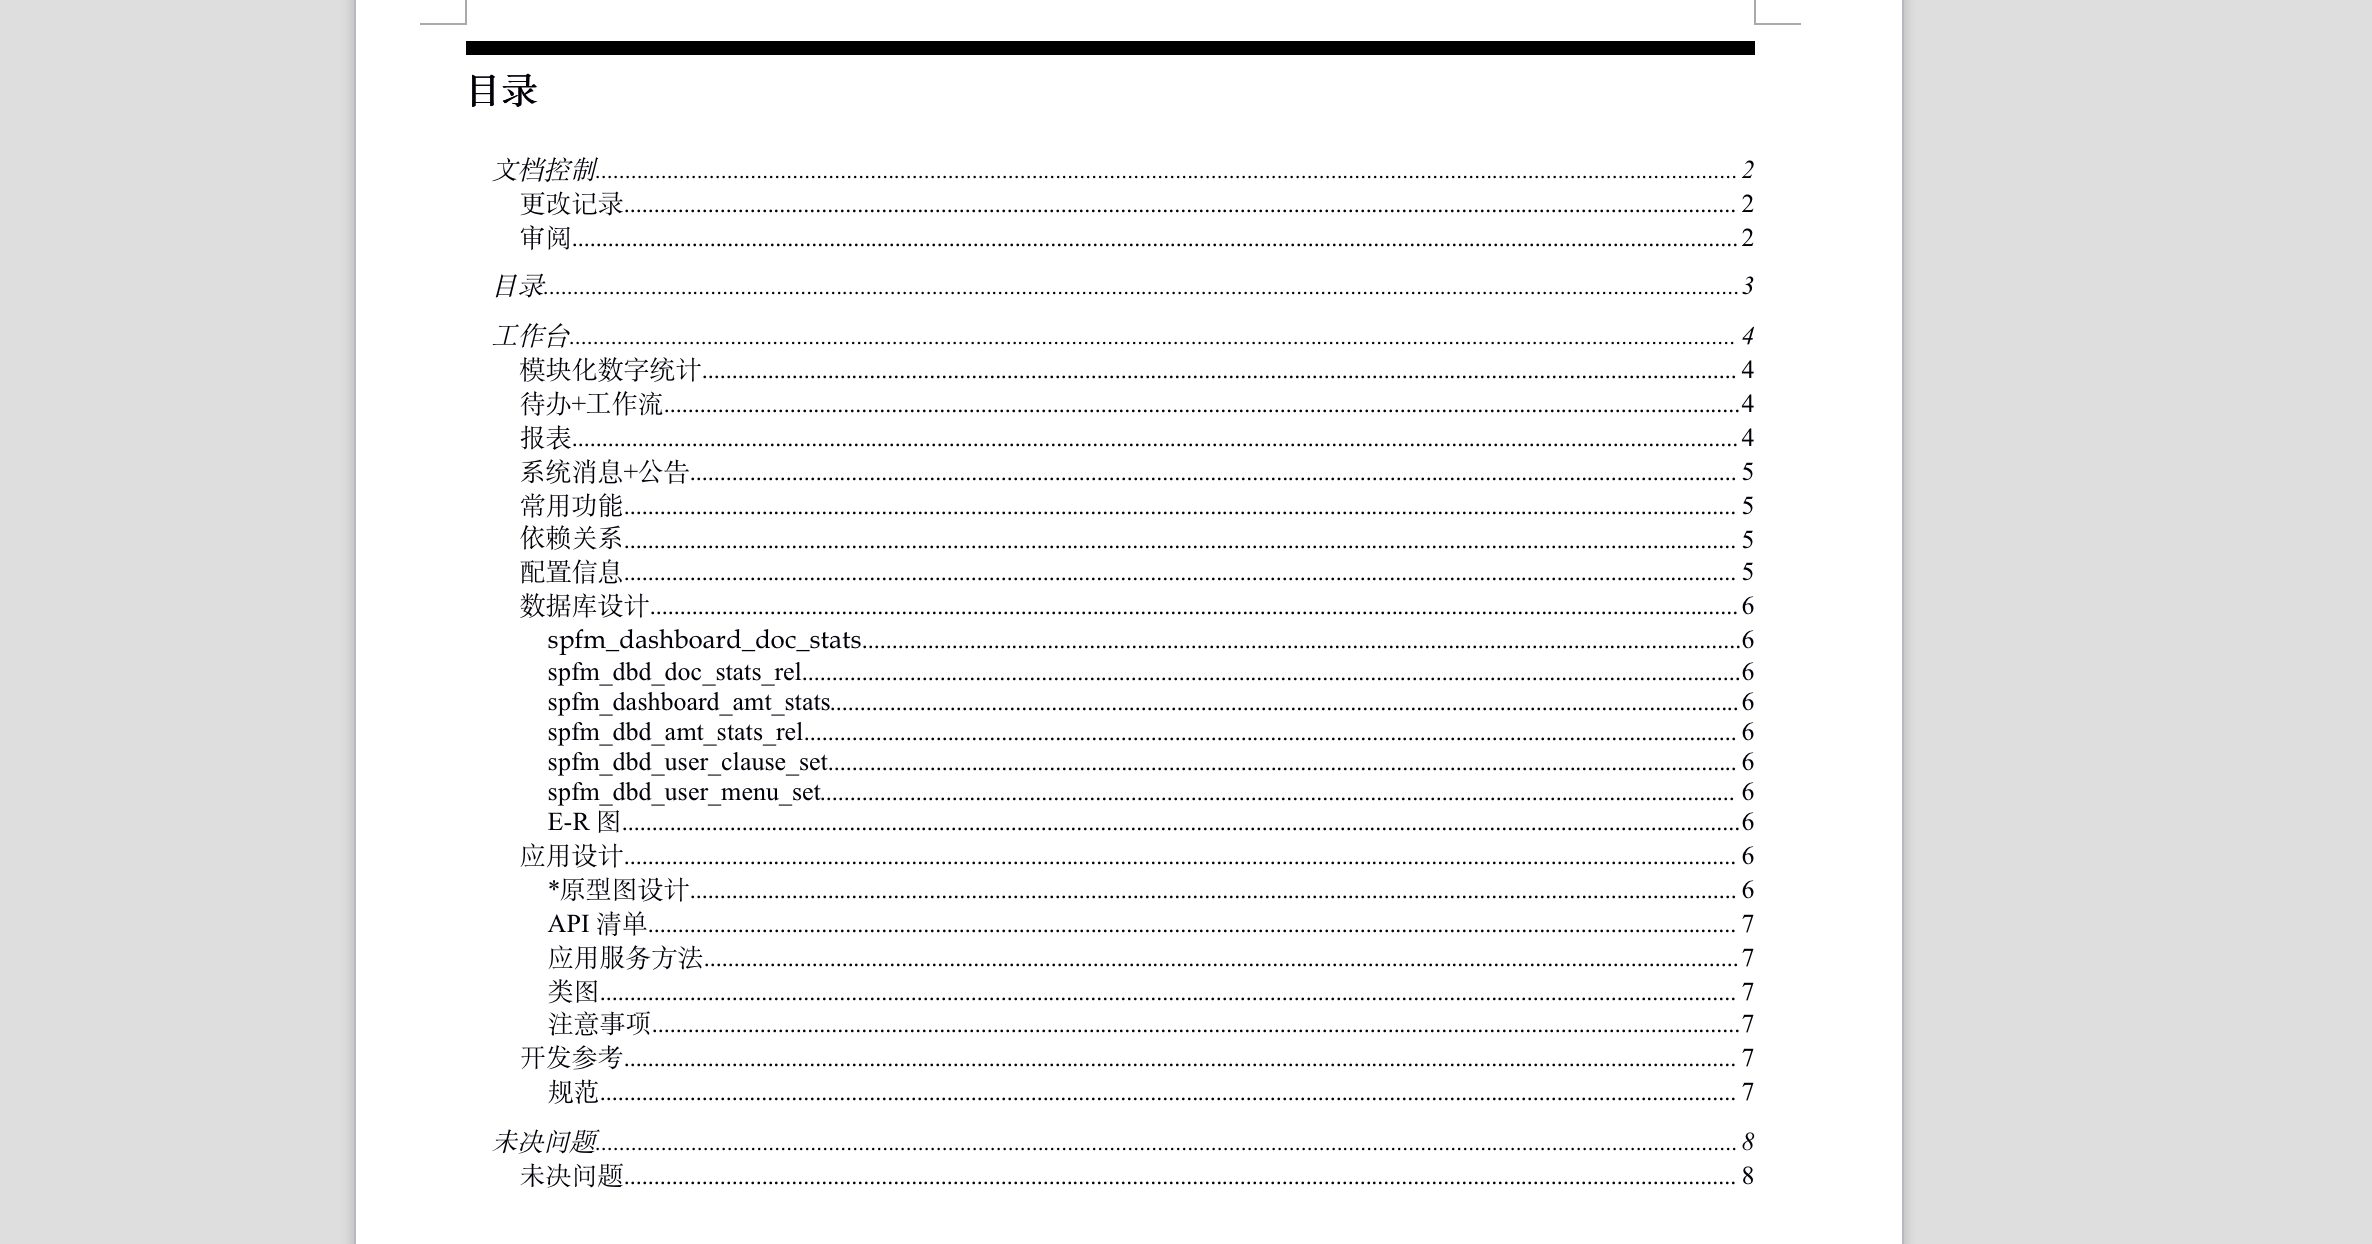 目录
文档控制 2
更改记录 2
审阅 2
目录 3
工作台 4
模块化数字统计 4
待办+工作流 4
报表 4
系统消息+公告 5
常用功能 5
依赖关系 5
配置信息 5
数据库设计 6
spfm_dashboard_doc_stats 6
spfm_dbd_doc_stats_rel 6
spfm_dashboard_amt_stats 6
spfm_dbd_amt_stats_rel 6
spfm_dbd_user_clause_set 6
spfm_dbd_user_menu_set 6
E-R 图 6
应用设计 6
*原型图设计 6
API 清单 7
应用服务方法 7
类图 7
注意事项 7
开发参考 7
规范 7
未决问题 8
未决问题 8